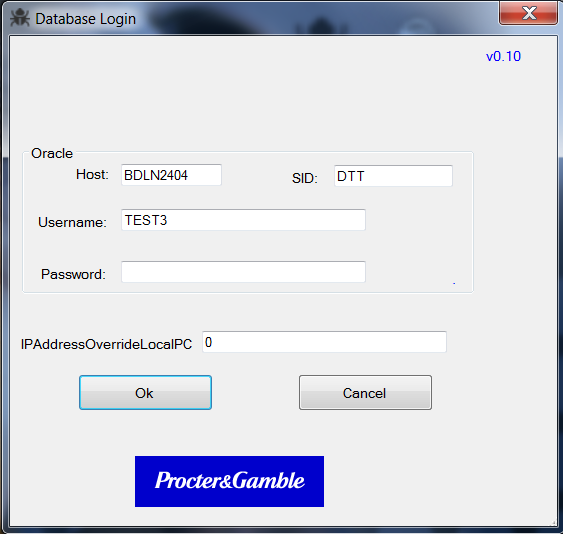 Database Login
v0.10
Oracle
Host: BDLN2404 SID: DTT
Username: TEST3
Password:
IPAddressOverrideLocalPC 0
Ok Cancel
Procter&Gamble